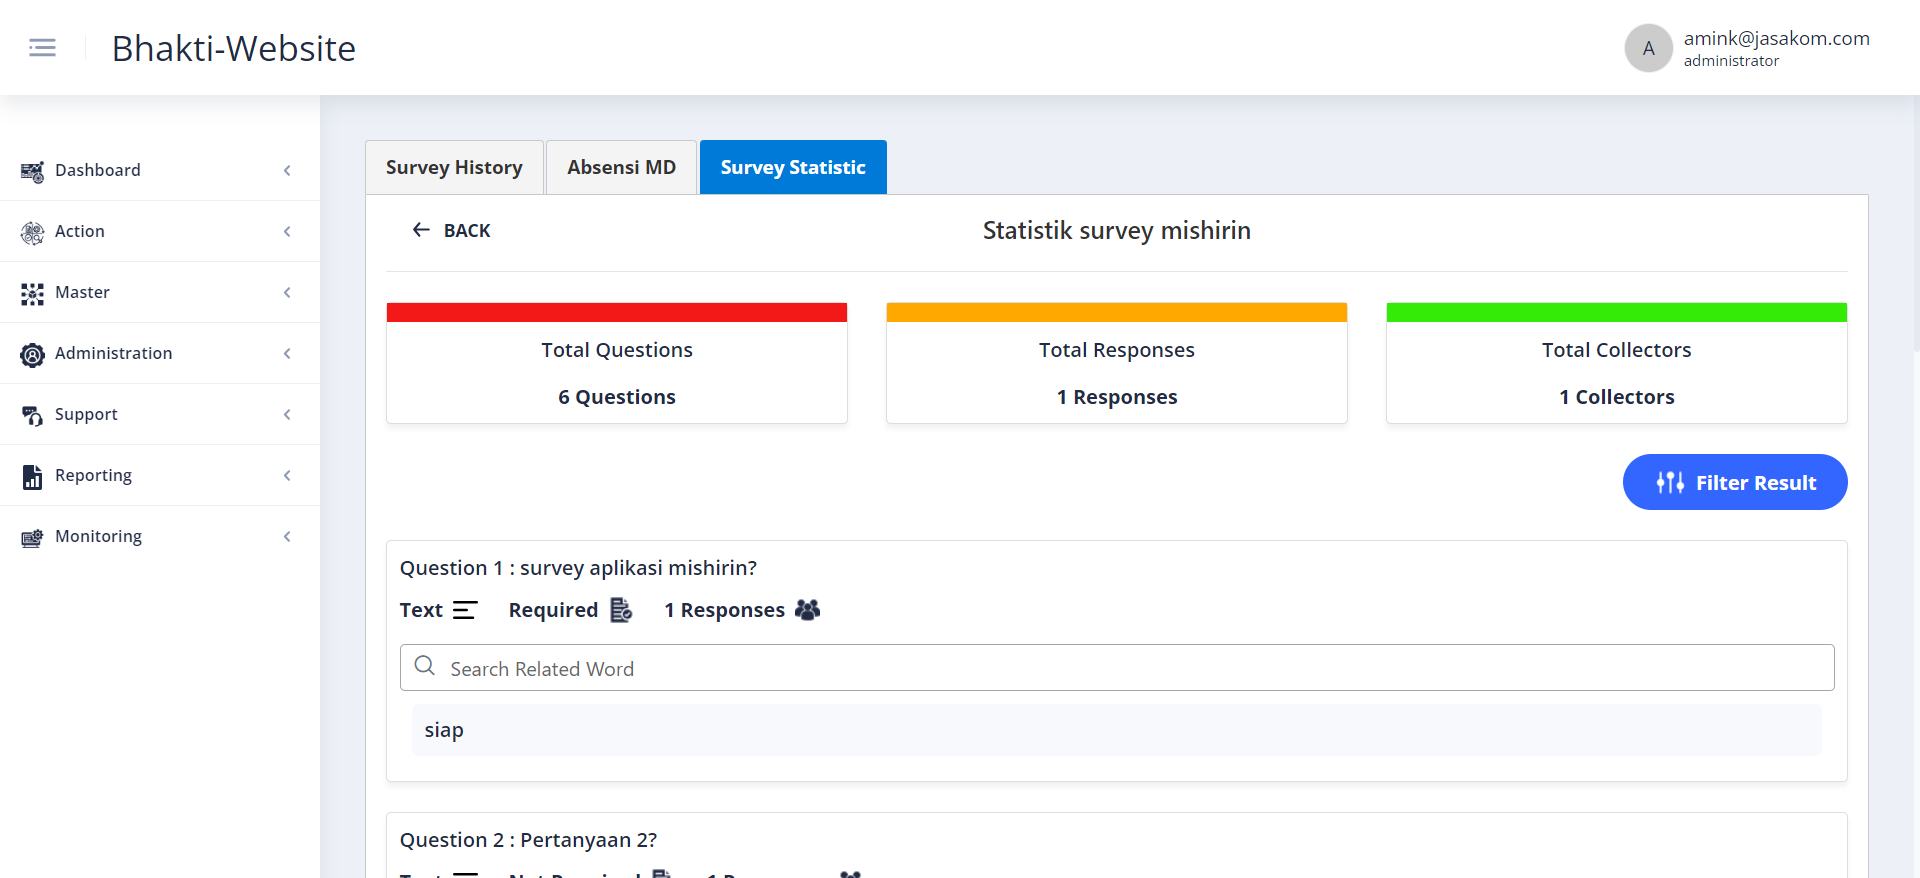 Bhakti-Website
A
amink@jasakom.com
administrator
Dashboard
Action
Master
Administration
Support
Reporting
Monitoring
Survey History
Absensi MD
Survey Statistic
BACK
Statistik survey mishirin
Total Questions
6 Questions
Total Responses
1 Responses
Total Collectors
1 Collectors
Filter Result
Question 1 : survey aplikasi mishirin?
Text
Required
1 Responses
Search Related Word
siap
Question 2 : Pertanyaan 2?